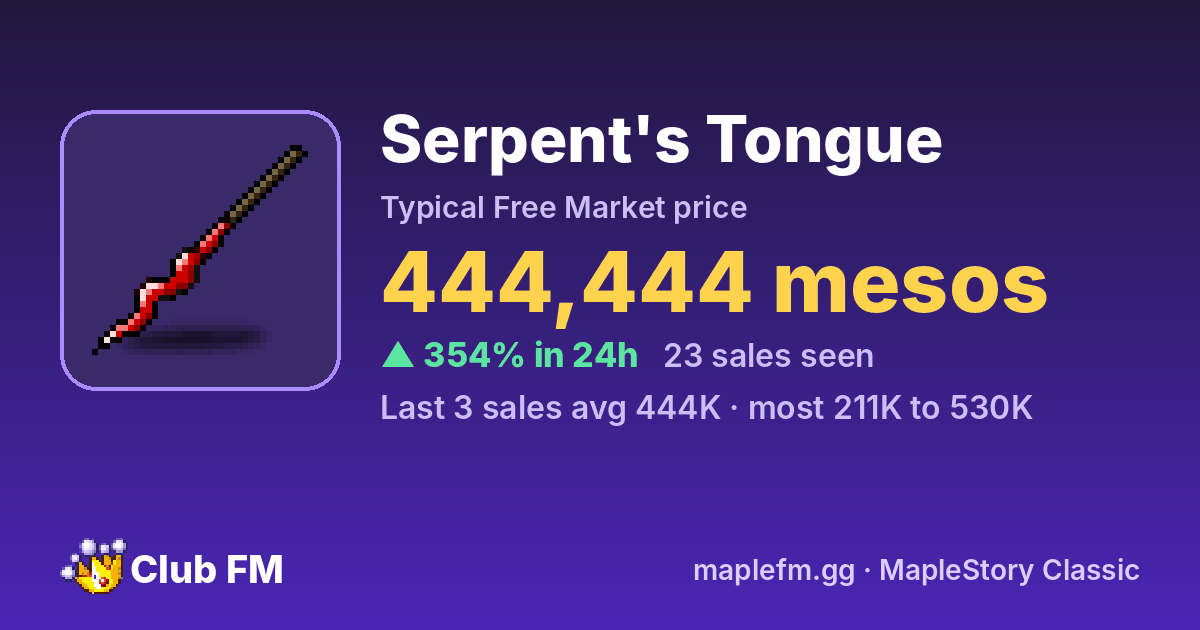 Serpent's Tongue
Typical Free Market price
444,444 mesos
▲ 354% in 24h 23 sales seen
Last 3 sales avg 444K · most 211K to 530K
Club FM
maplefm.gg · MapleStory Classic